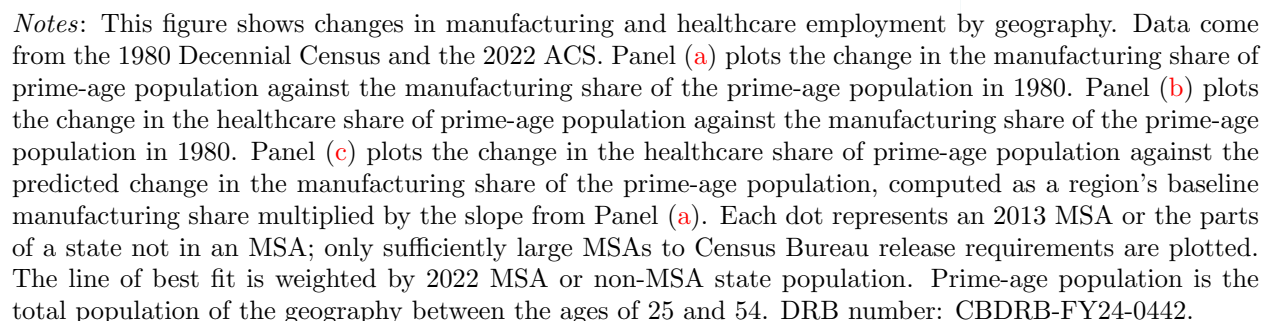 Notes: This figure shows changes in manufacturing and healthcare employment by geography. Data come
from the 1980 Decennial Census and the 2022 ACS. Panel (a) plots the change in the manufacturing share of
prime-age population against the manufacturing share of the prime-age population in 1980. Panel (b) plots
the change in the healthcare share of prime-age population against the manufacturing share of the prime-age
population in 1980. Panel (c) plots the change in the healthcare share of prime-age population against the
predicted change in the manufacturing share of the prime-age population, computed as a region's baseline
manufacturing share multiplied by the slope from Panel (a). Each dot represents an 2013 MSA or the parts
of a state not in an MSA; only sufficiently large MSAs to Census Bureau release requirements are plotted.
The line of best fit is weighted by 2022 MSA or non-MSA state population. Prime-age population is the
total population of the geography between the ages of 25 and 54. DRB number: CBDRB-FY24-0442.